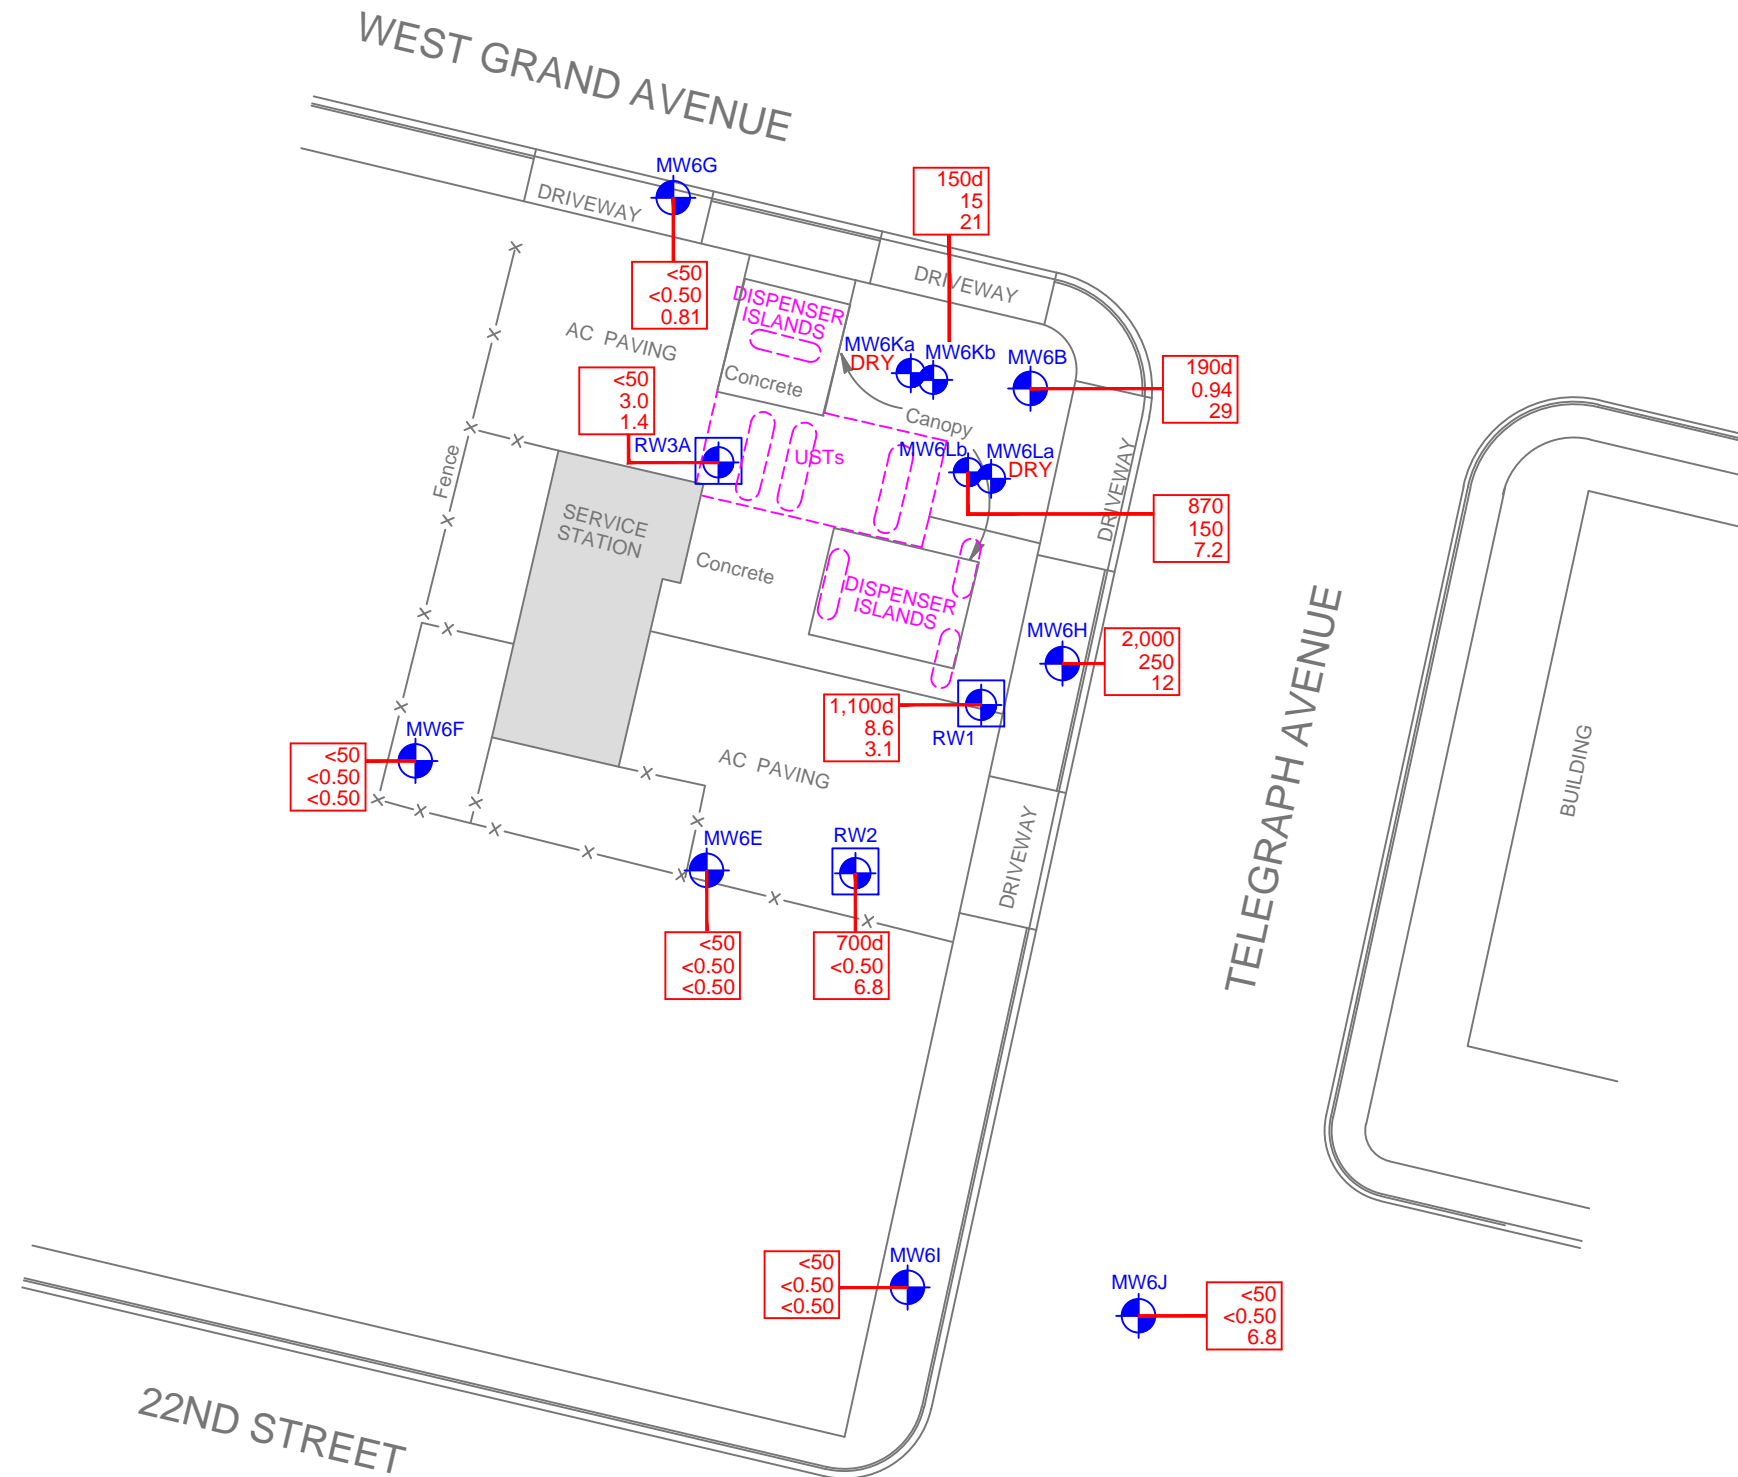 WEST GRAND AVENUE
MW6G
DRIVEWAY
150d
15
21
<50
<0.50
0.81
DRIVEWAY
DISPENSER
ISLANDS
AC PAVING
MW6Ka
DRY
MW6Kb
MW6B
190d
0.94
29
<50
3.0
1.4
Concrete
Canopy
RW3A
USTs
MW6Lb
MW6La
DRY
DRIVEWAY
Fence
870
150
7.2
SERVICE
STATION
Concrete
DISPENSER
ISLANDS
MW6H
2,000
250
12
TELEGRAPH AVENUE
1,100d
8.6
3.1
RW1
MW6F
<50
<0.50
<0.50
AC PAVING
BUILDING
MW6E
RW2
DRIVEWAY
<50
<0.50
<0.50
700d
<0.50
6.8
MW6I
<50
<0.50
<0.50
MW6J
<50
<0.50
6.8
22ND STREET